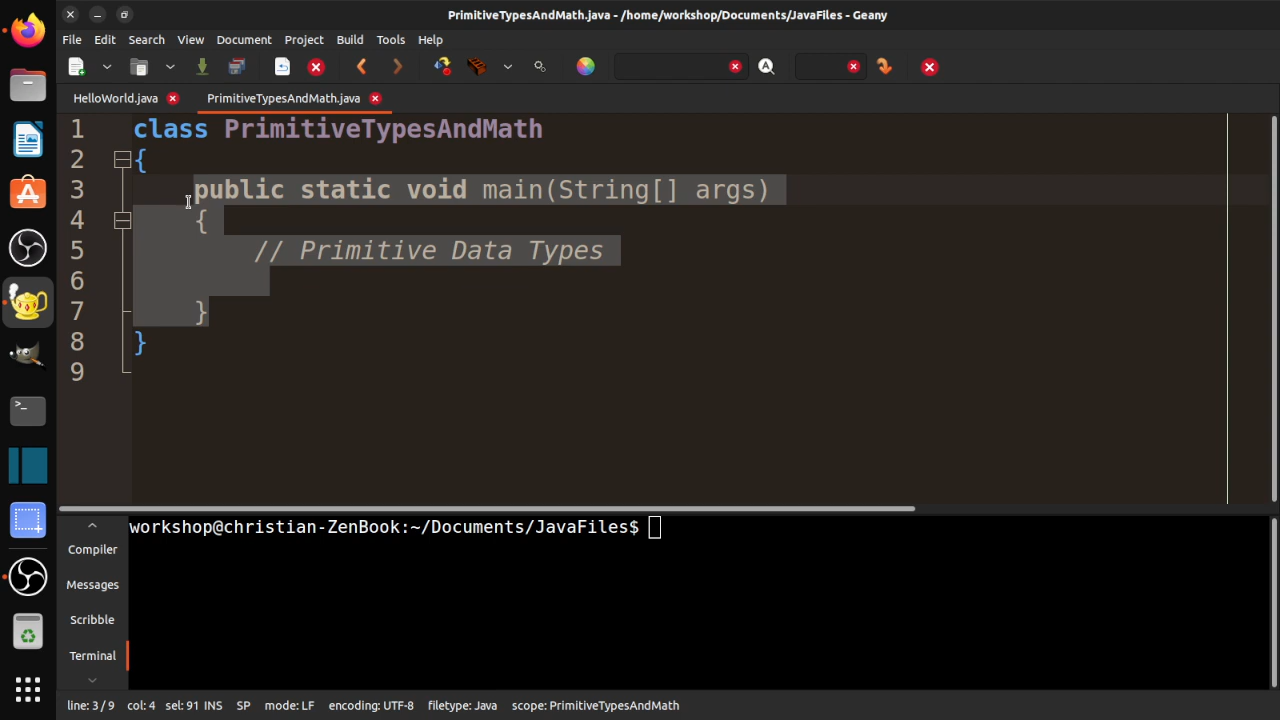 PrimitiveTypesAndMath.java - /home/workshop/Documents/JavaFiles - Geany
File Edit Search View Document Project Build Tools Help
HelloWorld.java PrimitiveTypesAndMath.java
1 class PrimitiveTypesAndMath
2 {
3 public static void main(String[] args)
4 {
5 // Primitive Data Types
6
7 }
8 }
9
workshop@christian-ZenBook:~/Documents/JavaFiles$
Compiler
Messages
Scribble
Terminal
line: 3 / 9 col: 4 sel: 91 INS SP mode: LF encoding: UTF-8 filetype: Java scope: PrimitiveTypesAndMath